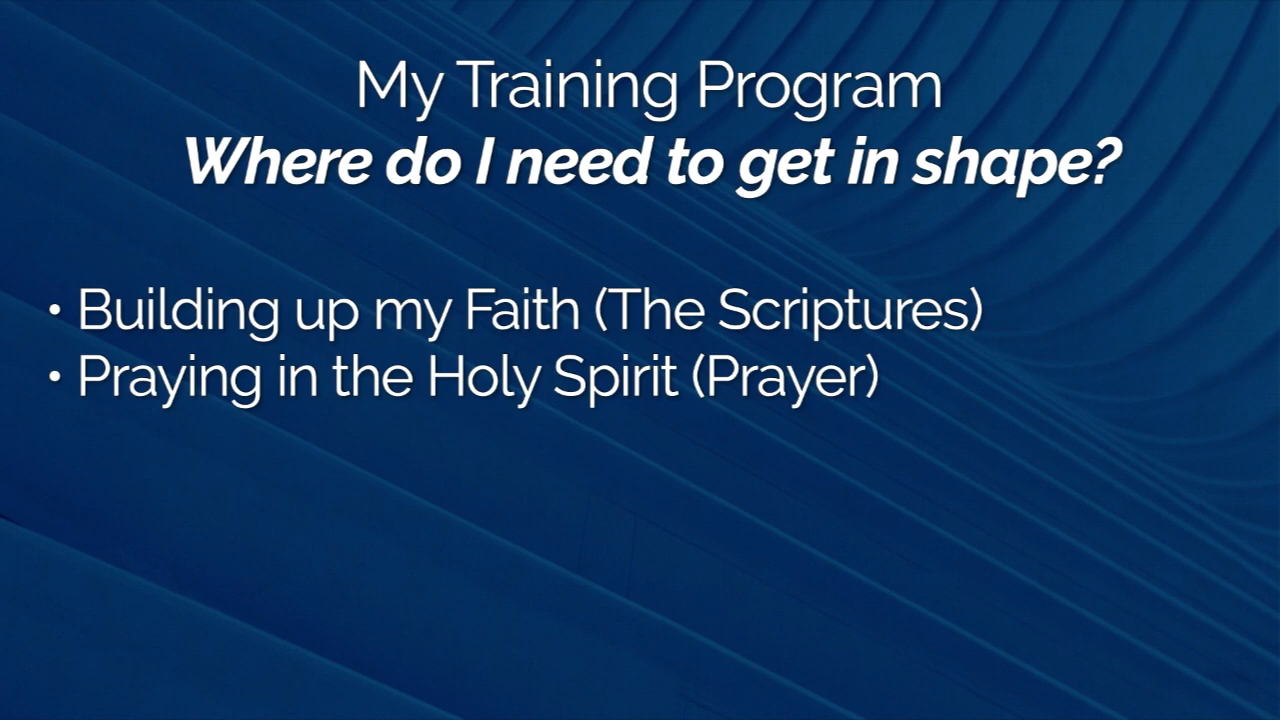 My Training Program
Where do I need to get in shape?
• Building up my Faith (The Scriptures)
• Praying in the Holy Spirit (Prayer)